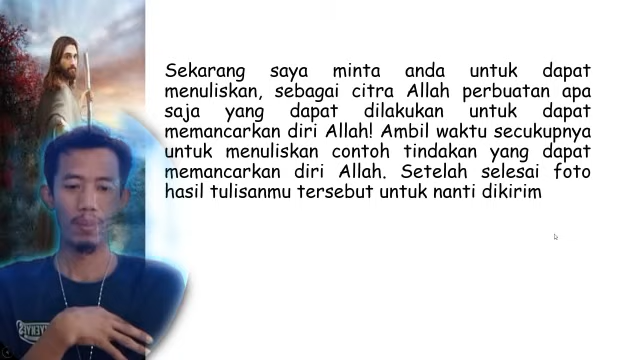 Sekarang saya minta anda untuk dapat
menuliskan, sebagai citra Allah perbuatan apa
saja yang dapat dilakukan untuk dapat
memancarkan diri Allah! Ambil waktu secukupnya
untuk menuliskan contoh tindakan yang dapat
memancarkan diri Allah. Setelah selesai foto
hasil tulisanmu tersebut untuk nanti dikirim